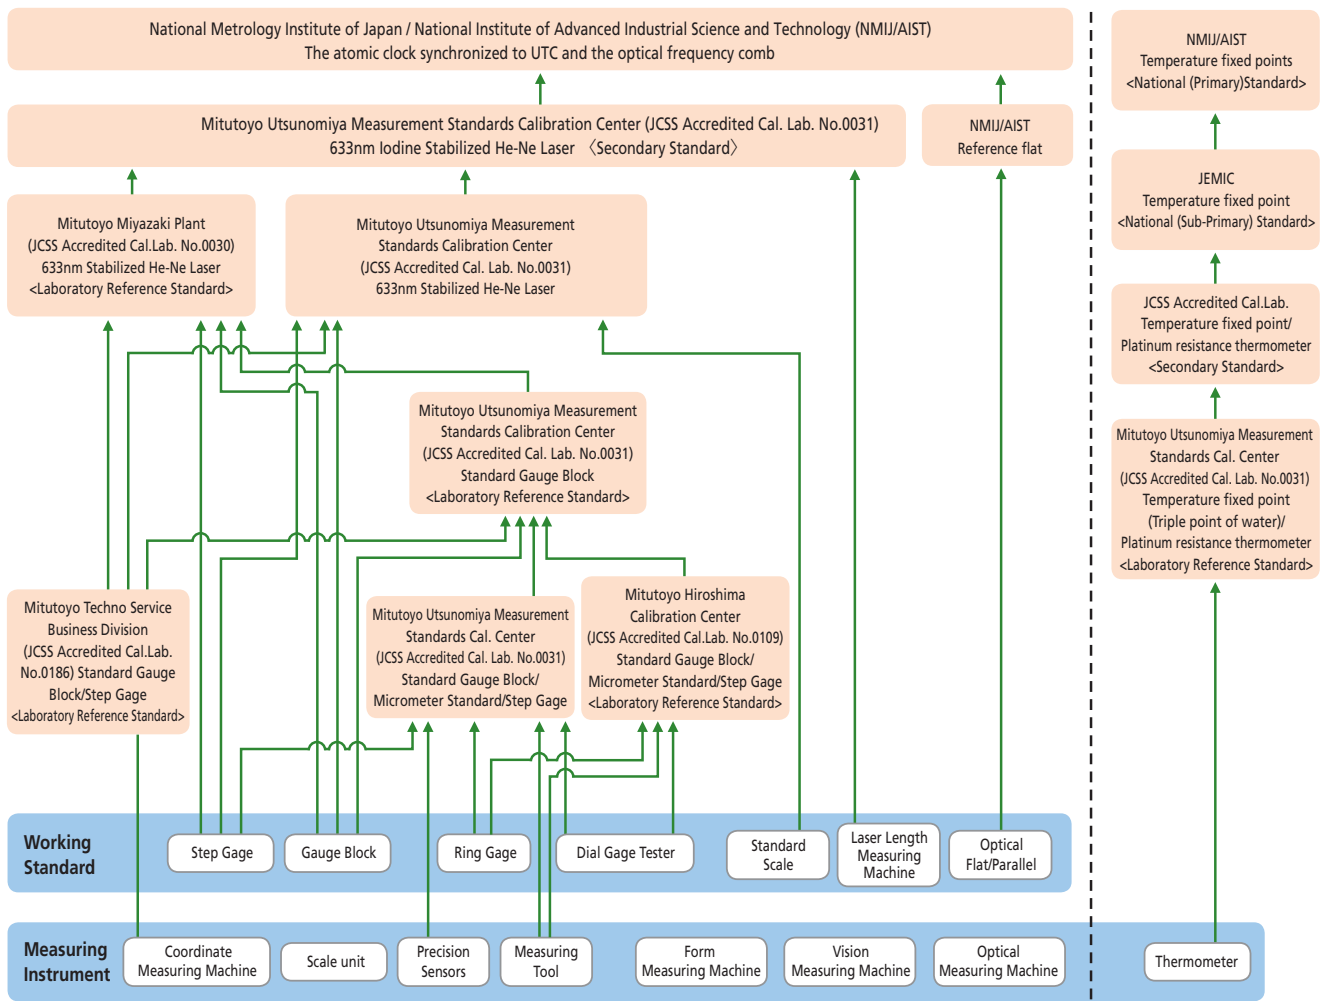 National Metrology Institute of Japan / National Institute of Advanced Industrial Science and Technology (NMIJ/AIST)
The atomic clock synchronized to UTC and the optical frequency comb
Mitutoyo Utsunomiya Measurement Standards Calibration Center (JCSS Accredited Cal. Lab. No.0031)
633nm Iodine Stabilized He-Ne Laser 〈Secondary Standard〉
NMIJ/AIST
Reference flat
Mitutoyo Miyazaki Plant
(JCSS Accredited Cal.Lab. No.0030)
633nm Stabilized He-Ne Laser
<Laboratory Reference Standard>
Mitutoyo Utsunomiya Measurement
Standards Calibration Center
(JCSS Accredited Cal. Lab. No.0031)
633nm Stabilized He-Ne Laser
Mitutoyo Utsunomiya Measurement
Standards Calibration Center
(JCSS Accredited Cal. Lab. No.0031)
Standard Gauge Block
<Laboratory Reference Standard>
Mitutoyo Techno Service
Business Division
(JCSS Accredited Cal.Lab.
No.0186) Standard Gauge
Block/Step Gage
<Laboratory Reference Standard>
Mitutoyo Utsunomiya Measurement
Standards Cal. Center
(JCSS Accredited Cal. Lab. No.0031)
Standard Gauge Block/
Micrometer Standard/Step Gage
Mitutoyo Hiroshima
Calibration Center
(JCSS Accredited Cal.Lab. No.0109)
Standard Gauge Block/
Micrometer Standard/Step Gage
<Laboratory Reference Standard>
Working
Standard
Step Gage
Gauge Block
Ring Gage
Dial Gage Tester
Standard
Scale
Laser Length
Measuring
Machine
Optical
Flat/Parallel
Measuring
Instrument
Coordinate
Measuring Machine
Scale unit
Precision
Sensors
Measuring
Tool
Form
Measuring Machine
Vision
Measuring Machine
Optical
Measuring Machine
NMIJ/AIST
Temperature fixed points
<National (Primary)Standard>
JEMIC
Temperature fixed point
<National (Sub-Primary) Standard>
JCSS Accredited Cal.Lab.
Temperature fixed point/
Platinum resistance thermometer
<Secondary Standard>
Mitutoyo Utsunomiya Measurement
Standards Cal. Center
(JCSS Accredited Cal. Lab. No.0031)
Temperature fixed point
(Triple point of water)/
Platinum resistance thermometer
<Laboratory Reference Standard>
Thermometer